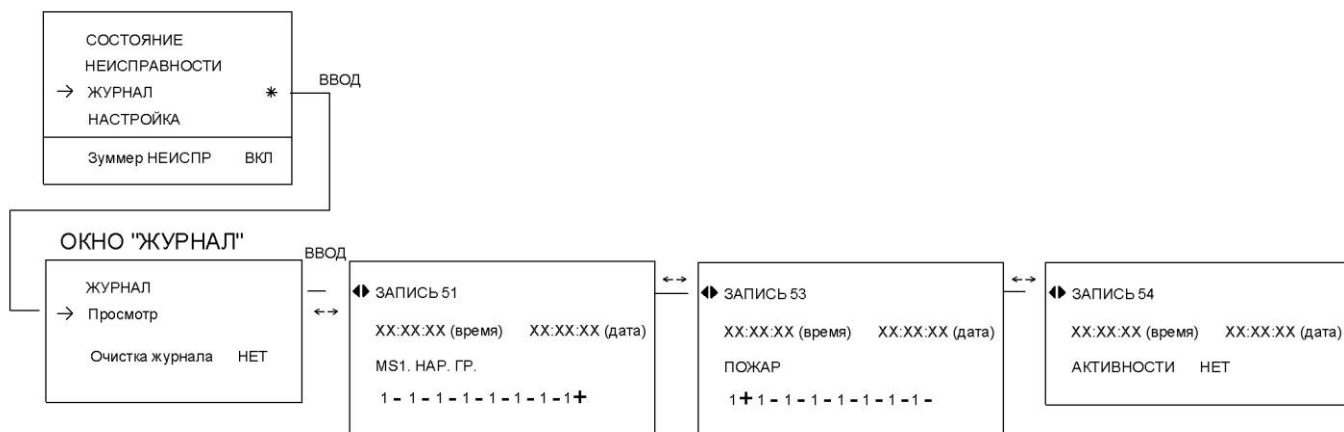 СОСТОЯНИЕ
НЕИСПРАВНОСТИ
→ ЖУРНАЛ *
НАСТРОЙКА
Зуммер НЕИСПР ВКЛ
ВВОД
ОКНО "ЖУРНАЛ"
ЖУРНАЛ
→ Просмотр
Очистка журнала НЕТ
ВВОД
ЗАПИСЬ 51
XX:XX:XX (время) XX:XX:XX (дата)
MS1. НАР. ГР.
1 - 1 - 1 - 1 - 1 - 1 - 1 - 1 +
ЗАПИСЬ 53
XX:XX:XX (время) XX:XX:XX (дата)
ПОЖАР
1 + 1 - 1 - 1 - 1 - 1 - 1 - 1 -
ЗАПИСЬ 54
XX:XX:XX (время) XX:XX:XX (дата)
АКТИВНОСТИ НЕТ